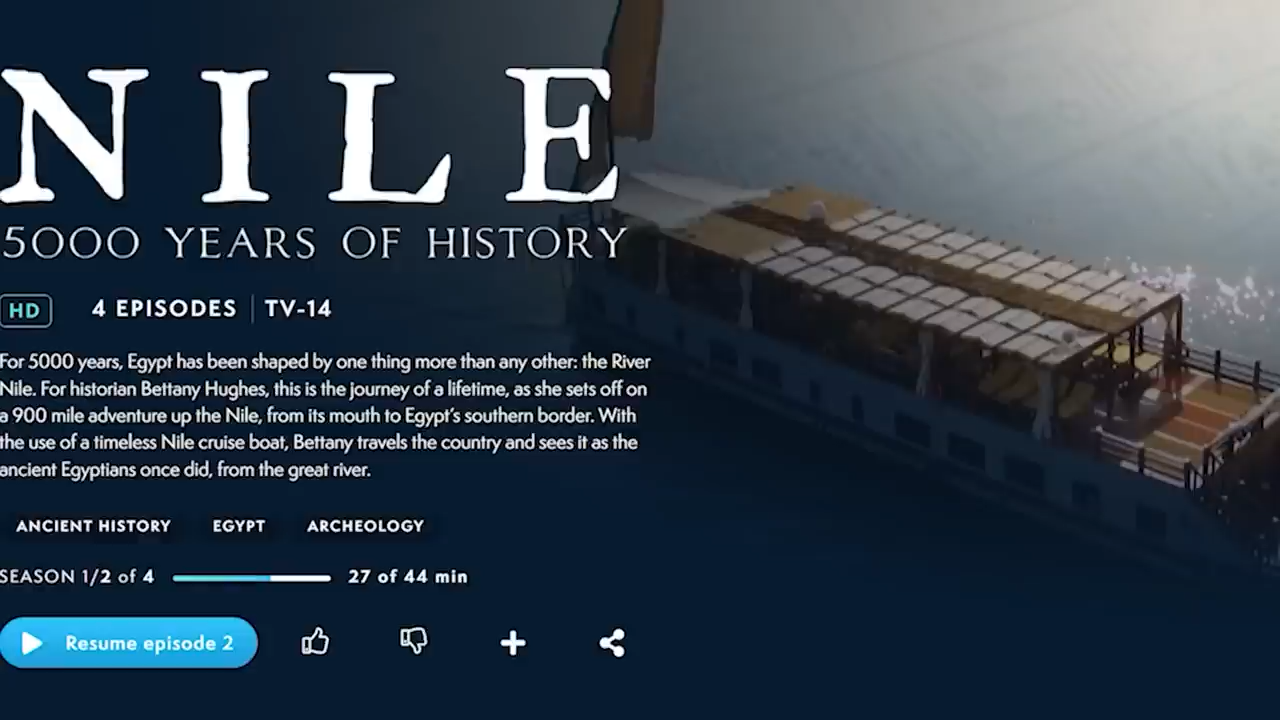 NILE
5000 YEARS OF HISTORY
HD 4 EPISODES TV-14
For 5000 years, Egypt has been shaped by one thing more than any other: the River
Nile. For historian Bettany Hughes, this is the journey of a lifetime, as she sets off on
a 900 mile adventure up the Nile, from its mouth to Egypt's southern border. With
the use of a timeless Nile cruise boat, Bettany travels the country and sees it as the
ancient Egyptians once did, from the great river.
ANCIENT HISTORY EGYPT ARCHEOLOGY
SEASON 1/2 of 4 27 of 44 min
Resume episode 2